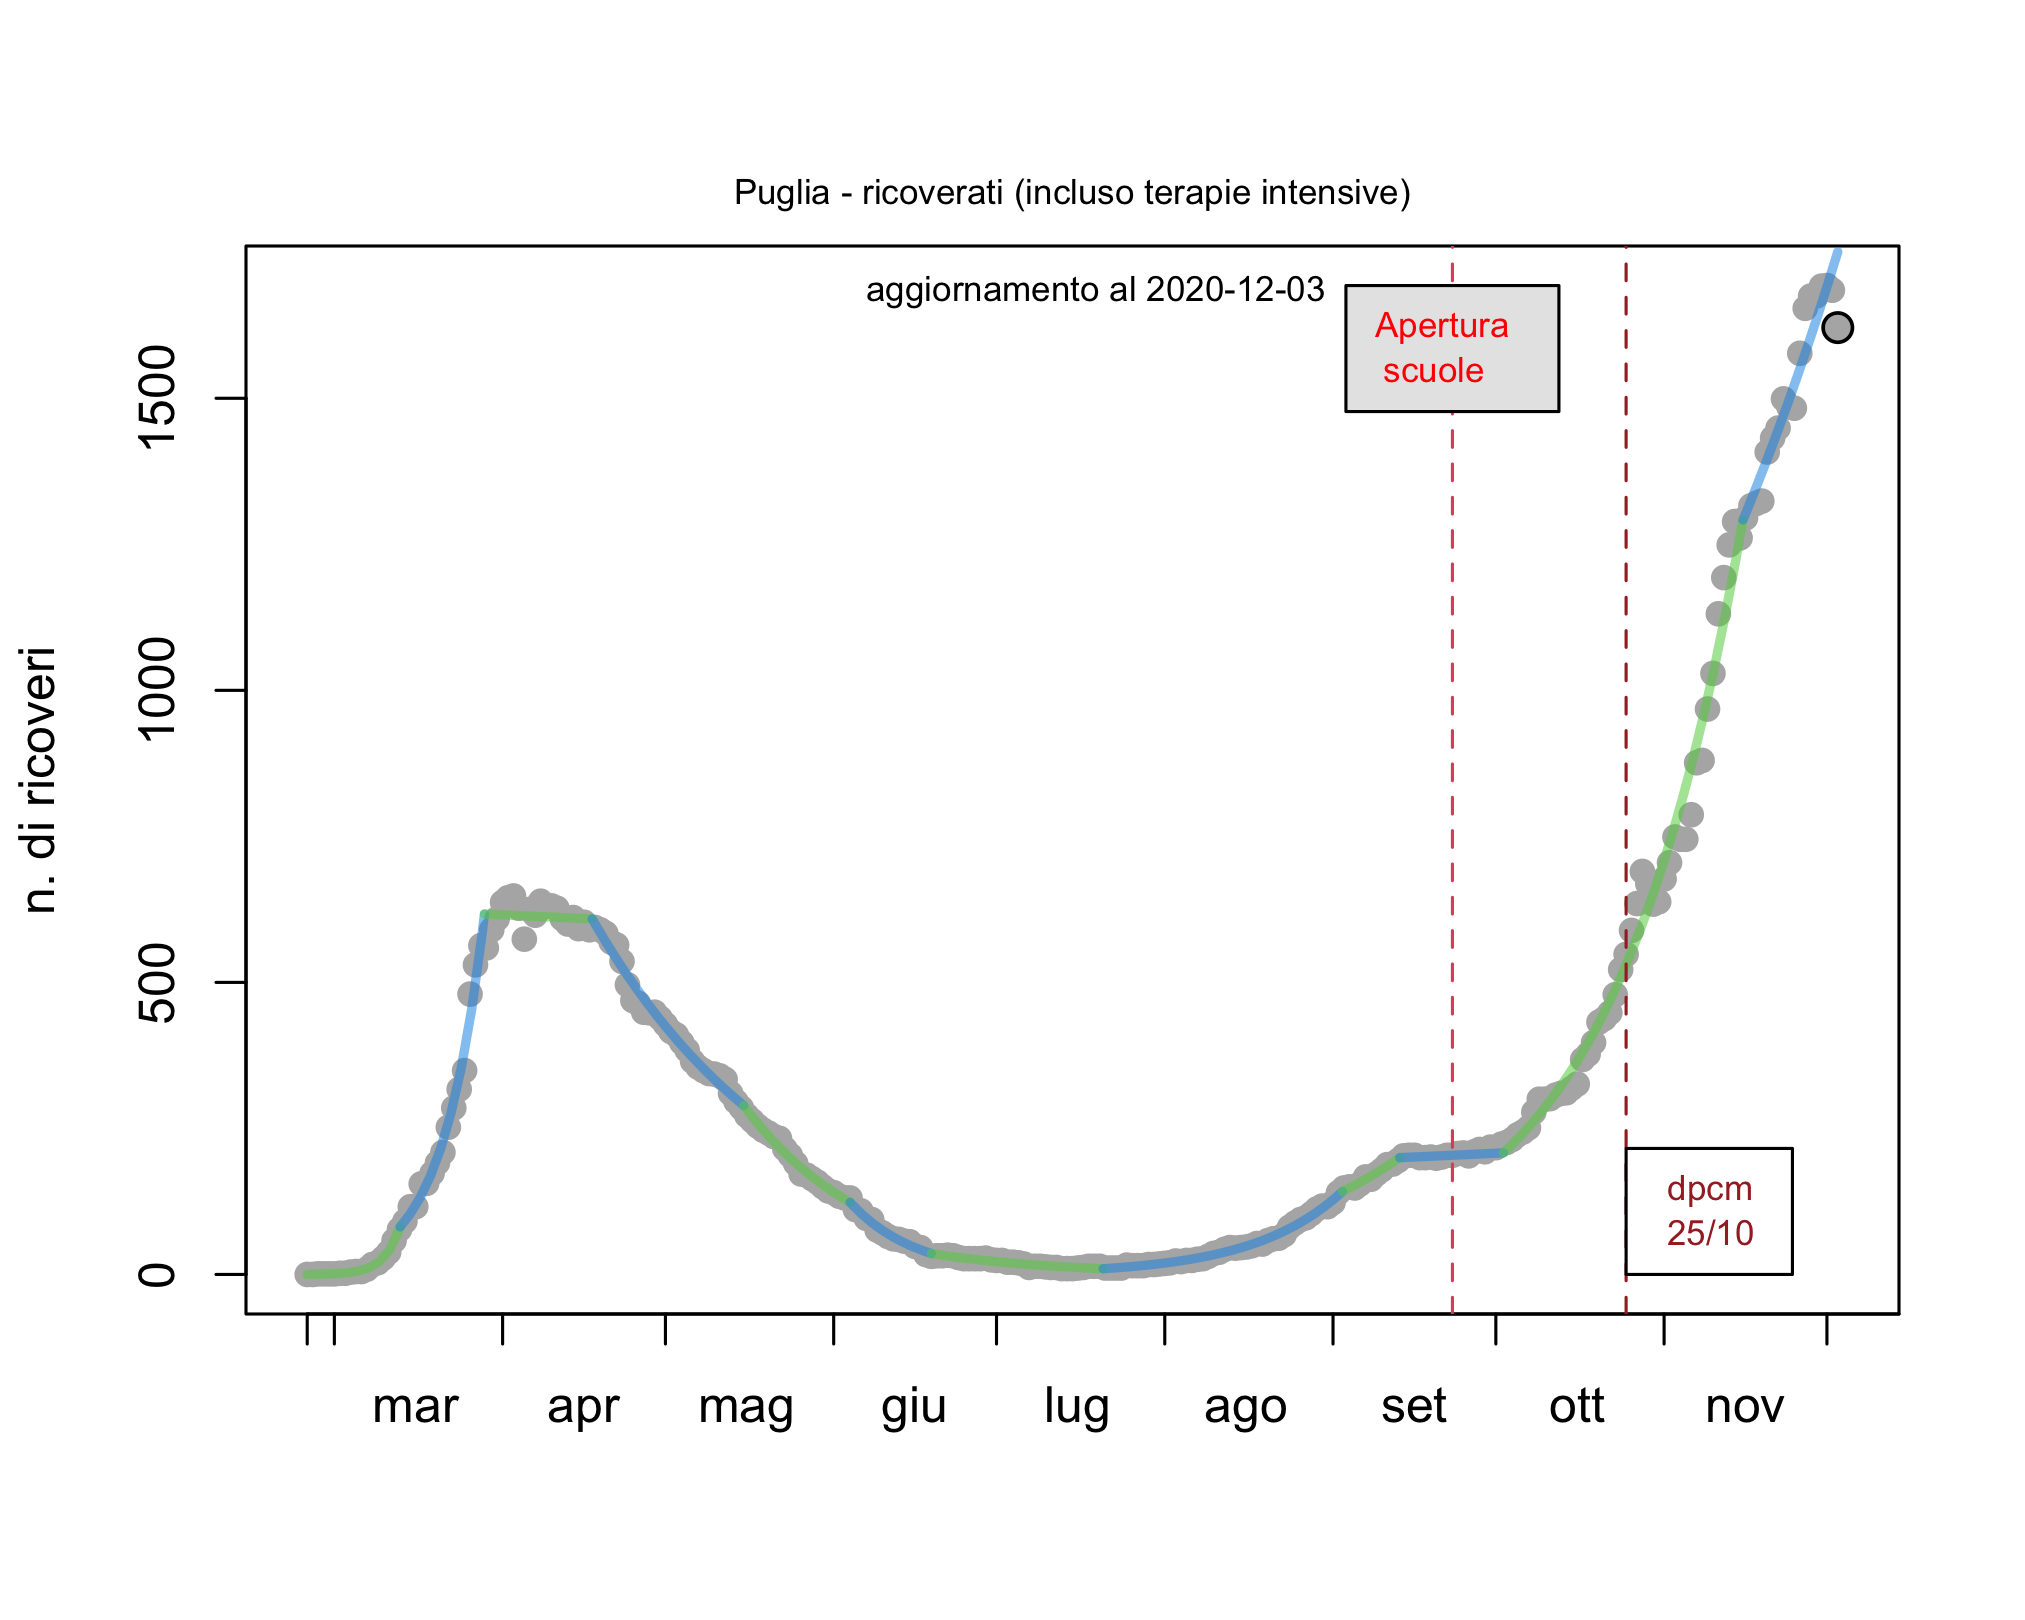 Puglia - ricoverati (incluso terapie intensive)
aggiornamento al 2020-12-03
Apertura
scuole
dpcm
25/10
n. di ricoveri
1500
1000
500
0
mar apr mag giu lug ago set ott nov